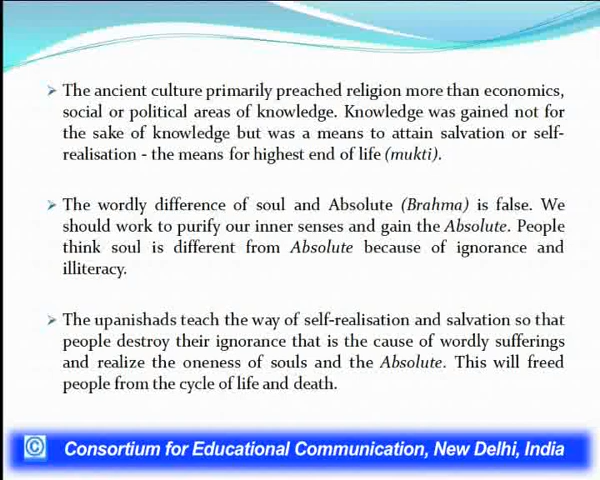 The ancient culture primarily preached religion more than economics,
social or political areas of knowledge. Knowledge was gained not for
the sake of knowledge but was a means to attain salvation or self-
realisation - the means for highest end of life (mukti).
The wordly difference of soul and Absolute (Brahma) is false. We
should work to purify our inner senses and gain the Absolute. People
think soul is different from Absolute because of ignorance and
illiteracy.
The upanishads teach the way of self-realisation and salvation so that
people destroy their ignorance that is the cause of wordly sufferings
and realize the oneness of souls and the Absolute. This will freed
people from the cycle of life and death.
© Consortium for Educational Communication, New Delhi, India